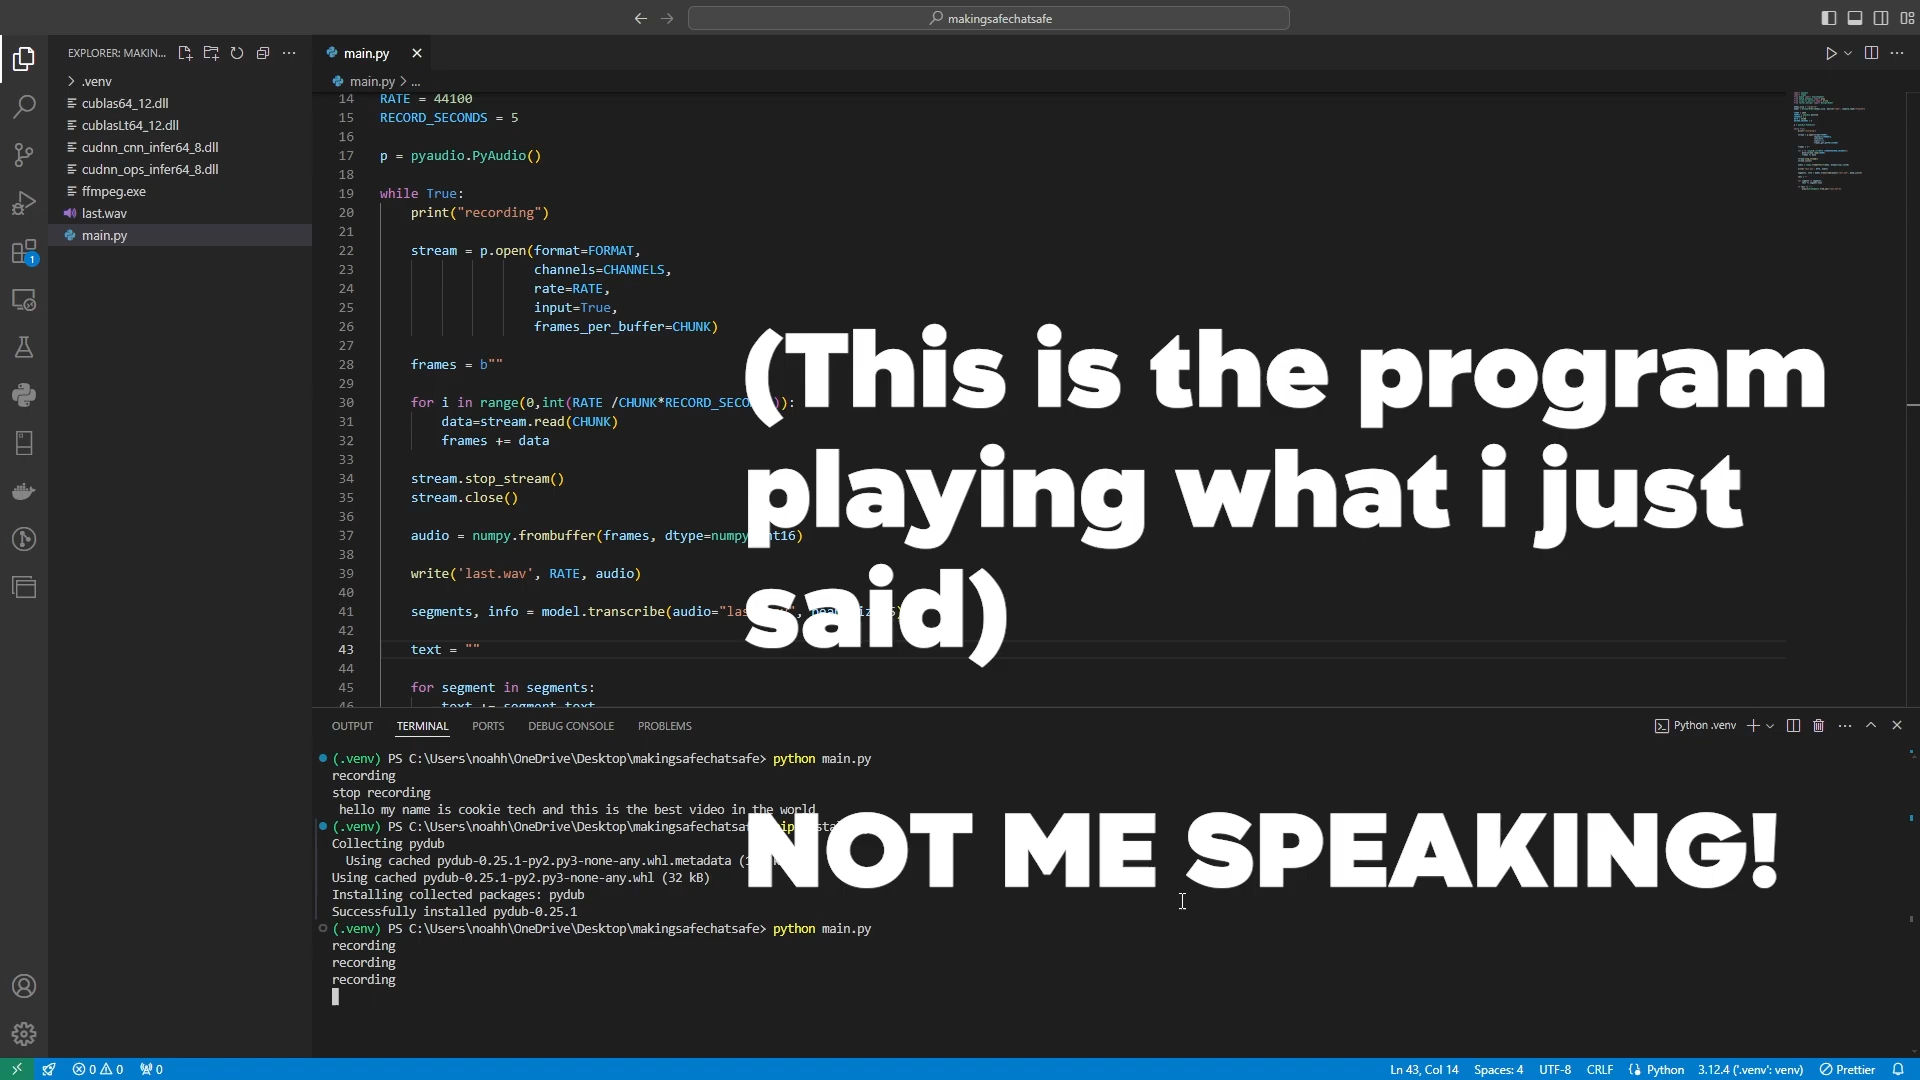 makingsafechatsafe
EXPLORER: MAKIN...
main.py
.venv
cublas64_12.dll
cublasLt64_12.dll
cudnn_cnn_infer64_8.dll
cudnn_ops_infer64_8.dll
ffmpeg.exe
last.wav
main.py
1
main.py > ...
14 RATE = 44100
15 RECORD_SECONDS = 5
16
17 p = pyaudio.PyAudio()
18
19 while True:
20 print("recording")
21
22 stream = p.open(format=FORMAT,
23 channels=CHANNELS,
24 rate=RATE,
25 input=True,
26 frames_per_buffer=CHUNK)
27
28 frames = b""
29
30 for i in range(0,int(RATE /CHUNK*RECORD_SECO )):
31 data=stream.read(CHUNK)
32 frames += data
33
34 stream.stop_stream()
35 stream.close()
36
37 audio = numpy.frombuffer(frames, dtype=numpy nt16)
38
39 write('last.wav', RATE, audio)
40
41 segments, info = model.transcribe(audio="las
42
43 text = ""
44
45 for segment in segments:
46 text += segment.text
(This is the program
playing what i just
said)
NOT ME SPEAKING!
OUTPUT TERMINAL PORTS DEBUG CONSOLE PROBLEMS
Python .venv
(.venv) PS C:\Users\noahh\OneDrive\Desktop\makingsafechatsafe> python main.py
recording
stop recording
hello my name is cookie tech and this is the best video in the world.
(.venv) PS C:\Users\noahh\OneDrive\Desktop\makingsafechatsafe
Collecting pydub
Using cached pydub-0.25.1-py2.py3-none-any.whl.metadata
Using cached pydub-0.25.1-py2.py3-none-any.whl (32 kB)
Installing collected packages: pydub
Successfully installed pydub-0.25.1
(.venv) PS C:\Users\noahh\OneDrive\Desktop\makingsafechatsafe> python main.py
recording
recording
recording
0 0 0 Ln 43, Col 14 Spaces: 4 UTF-8 CRLF Python 3.12.4 ('.venv': venv) Prettier